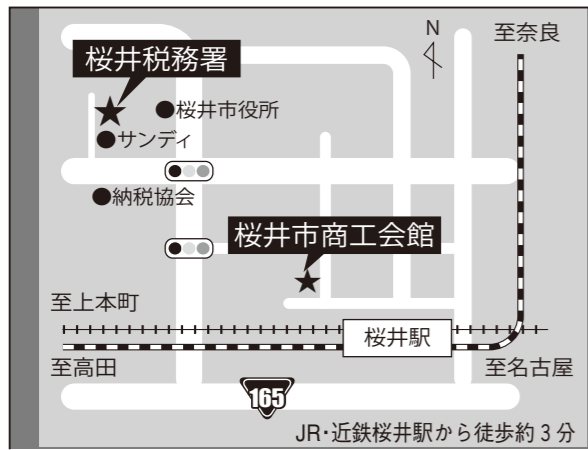 N
至奈良
桜井税務署
●桜井市役所
●サンディ
●納税協会
桜井市商工会館
至上本町
桜井駅
至高田
至名古屋
165
JR・近鉄桜井駅から徒歩約3分